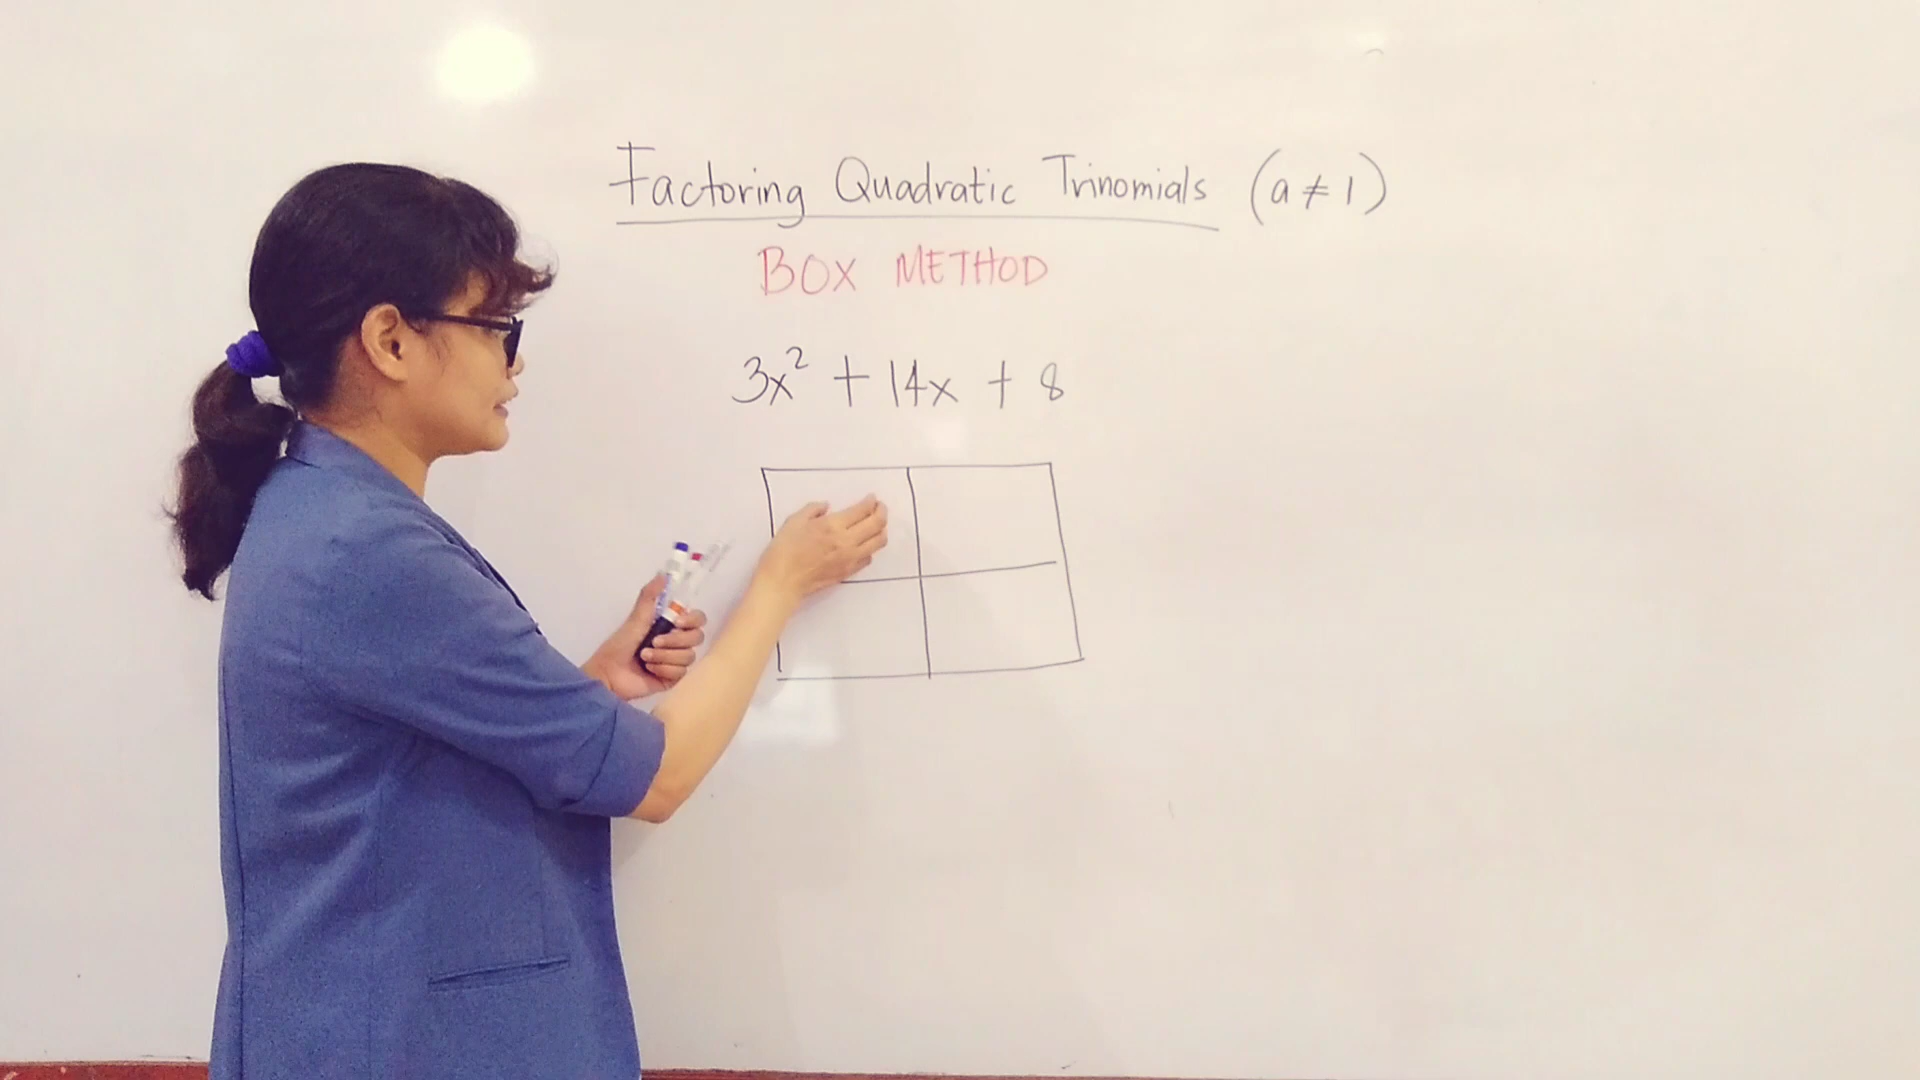 Factoring Quadratic Trinomials (a ≠ 1)
BOX METHOD
3x² + 14x + 8